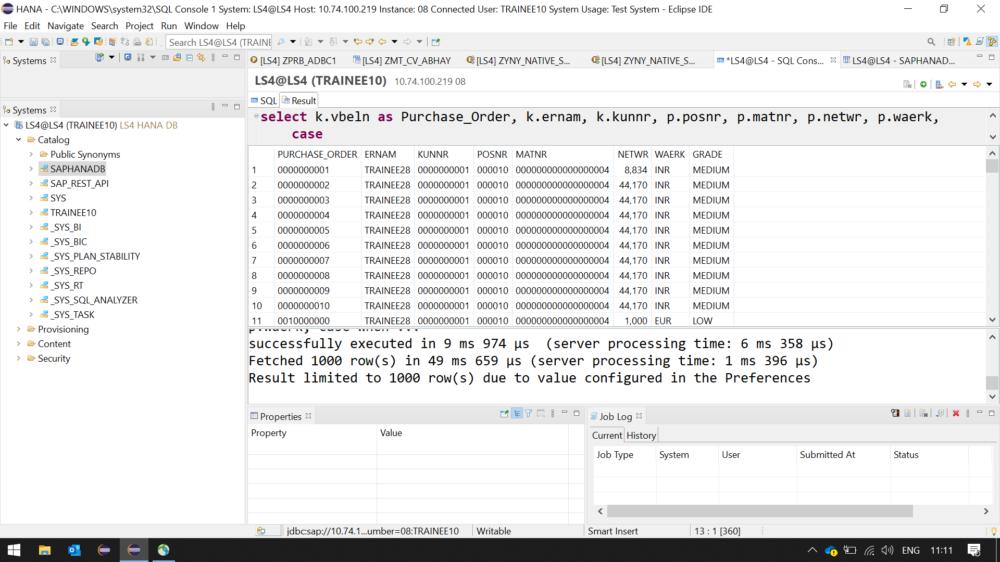 HANA - C:\WINDOWS\system32\SQL Console 1 System: LS4@LS4 Host: 10.74.100.219 Instance: 08 Connected User: TRAINEE10 System Usage: Test System - Eclipse IDE
File Edit Navigate Search Project Run Window Help
Search LS4@LS4 (TRAINE
Systems
[LS4] ZPRB_ADBC1
[LS4] ZMT_CV_ABHAY
[LS4] ZYNY_NATIVE_S...
[LS4] ZYNY_NATIVE_S...
*LS4@LS4 - SQL Cons...
LS4@LS4 - SAPHANAD...
LS4@LS4 (TRAINEE10) 10.74.100.219 08
SQL Result
Systems
LS4@LS4 (TRAINEE10) LS4 HANA DB
Catalog
Public Synonyms
SAPHANADB
SAP_REST_API
SYS
TRAINEE10
_SYS_BI
_SYS_BIC
_SYS_PLAN_STABILITY
_SYS_REPO
_SYS_RT
_SYS_SQL_ANALYZER
_SYS_TASK
Provisioning
Content
Security
select k.vbeln as Purchase_Order, k.ernam, k.kunnr, p.posnr, p.matnr, p.netwr, p.waerk,
case
PURCHASE_ORDER ERNAM KUNNR POSNR MATNR NETWR WAERK GRADE
1 0000000001 TRAINEE28 0000000001 000010 000000000000000004 8,834 INR MEDIUM
2 0000000002 TRAINEE28 0000000001 000010 000000000000000004 44,170 INR MEDIUM
3 0000000003 TRAINEE28 0000000001 000010 000000000000000004 44,170 INR MEDIUM
4 0000000004 TRAINEE28 0000000001 000010 000000000000000004 44,170 INR MEDIUM
5 0000000005 TRAINEE28 0000000001 000010 000000000000000004 44,170 INR MEDIUM
6 0000000006 TRAINEE28 0000000001 000010 000000000000000004 44,170 INR MEDIUM
7 0000000007 TRAINEE28 0000000001 000010 000000000000000004 44,170 INR MEDIUM
8 0000000008 TRAINEE28 0000000001 000010 000000000000000004 44,170 INR MEDIUM
9 0000000009 TRAINEE28 0000000001 000010 000000000000000004 44,170 INR MEDIUM
10 0000000010 TRAINEE28 0000000001 000010 000000000000000004 44,170 INR MEDIUM
11 0010000000 TRAINEE28 0000000001 000010 000000000000000004 1,000 EUR LOW
p.waerk, case when ...
successfully executed in 9 ms 974 µs (server processing time: 6 ms 358 µs)
Fetched 1000 row(s) in 49 ms 659 µs (server processing time: 1 ms 396 µs)
Result limited to 1000 row(s) due to value configured in the Preferences
Properties
Property Value
Job Log
Current History
Job Type System User Submitted At Status
jdbc:sap://10.74.1...umber=08:TRAINEE10 Writable Smart Insert 13 : 1 [360]
ENG 11:11